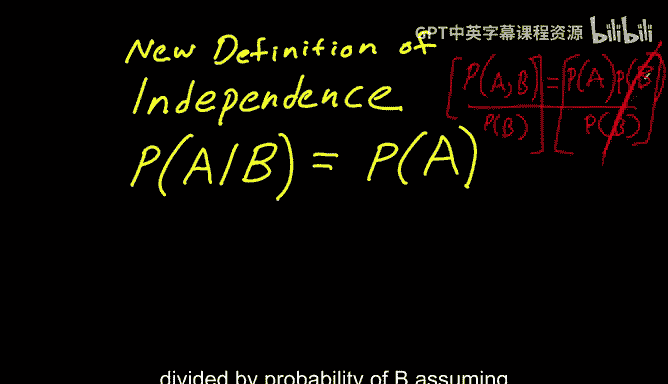 GPT中英字幕课程资源 bilibili
New Definition of
Independence
[P(A,B) / P(B)] = [P(A) P(B) / P(B)]
P(A|B) = P(A)
divided by probability of B assuming